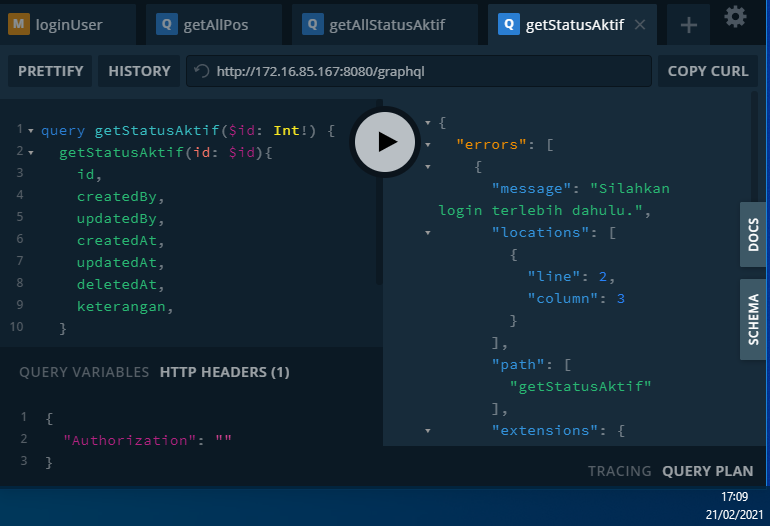 M loginUser Q getAllPos Q getAllStatusAktif Q getStatusAktif × +
PRETTIFY HISTORY http://172.16.85.167:8080/graphql COPY CURL
1 query getStatusAktif($id: Int!) {
2 getStatusAktif(id: $id){
3 id,
4 createdBy,
5 updatedBy,
6 createdAt,
7 updatedAt,
8 deletedAt,
9 keterangan,
10 }
{
"errors": [
{
"message": "Silahkan
login terlebih dahulu.",
"locations": [
{
"line": 2,
"column": 3
}
],
"path": [
"getStatusAktif"
],
"extensions": {
DOCS
SCHEMA
QUERY VARIABLES HTTP HEADERS (1)
1 {
2 "Authorization": ""
3 }
TRACING QUERY PLAN
17:09
21/02/2021